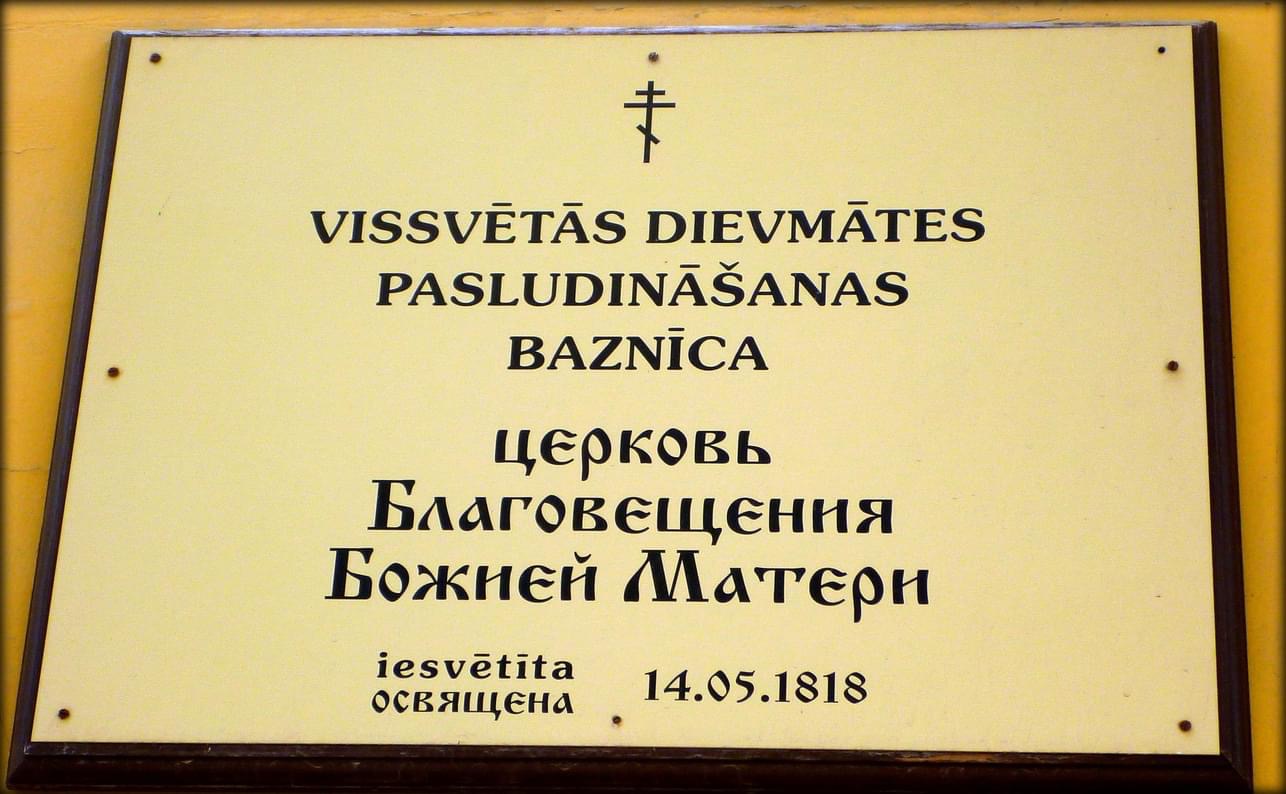 VISSVĒTĀS DIEVMĀTES
PASLUDINĀŠANAS
BAZNĪCA
церковь
Благовещения
Божией Матери
iesvētīta
освящена
14.05.1818